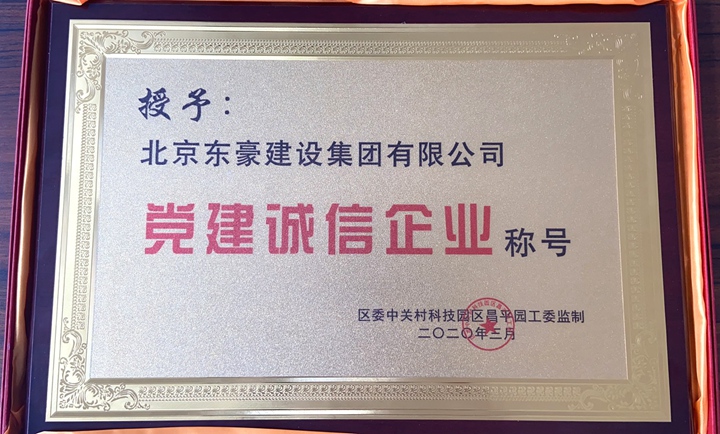 授予：
北京东豪建设集团有限公司
党建诚信企业称号
区委中关村科技园区昌平园工委监制
二〇二〇年三月